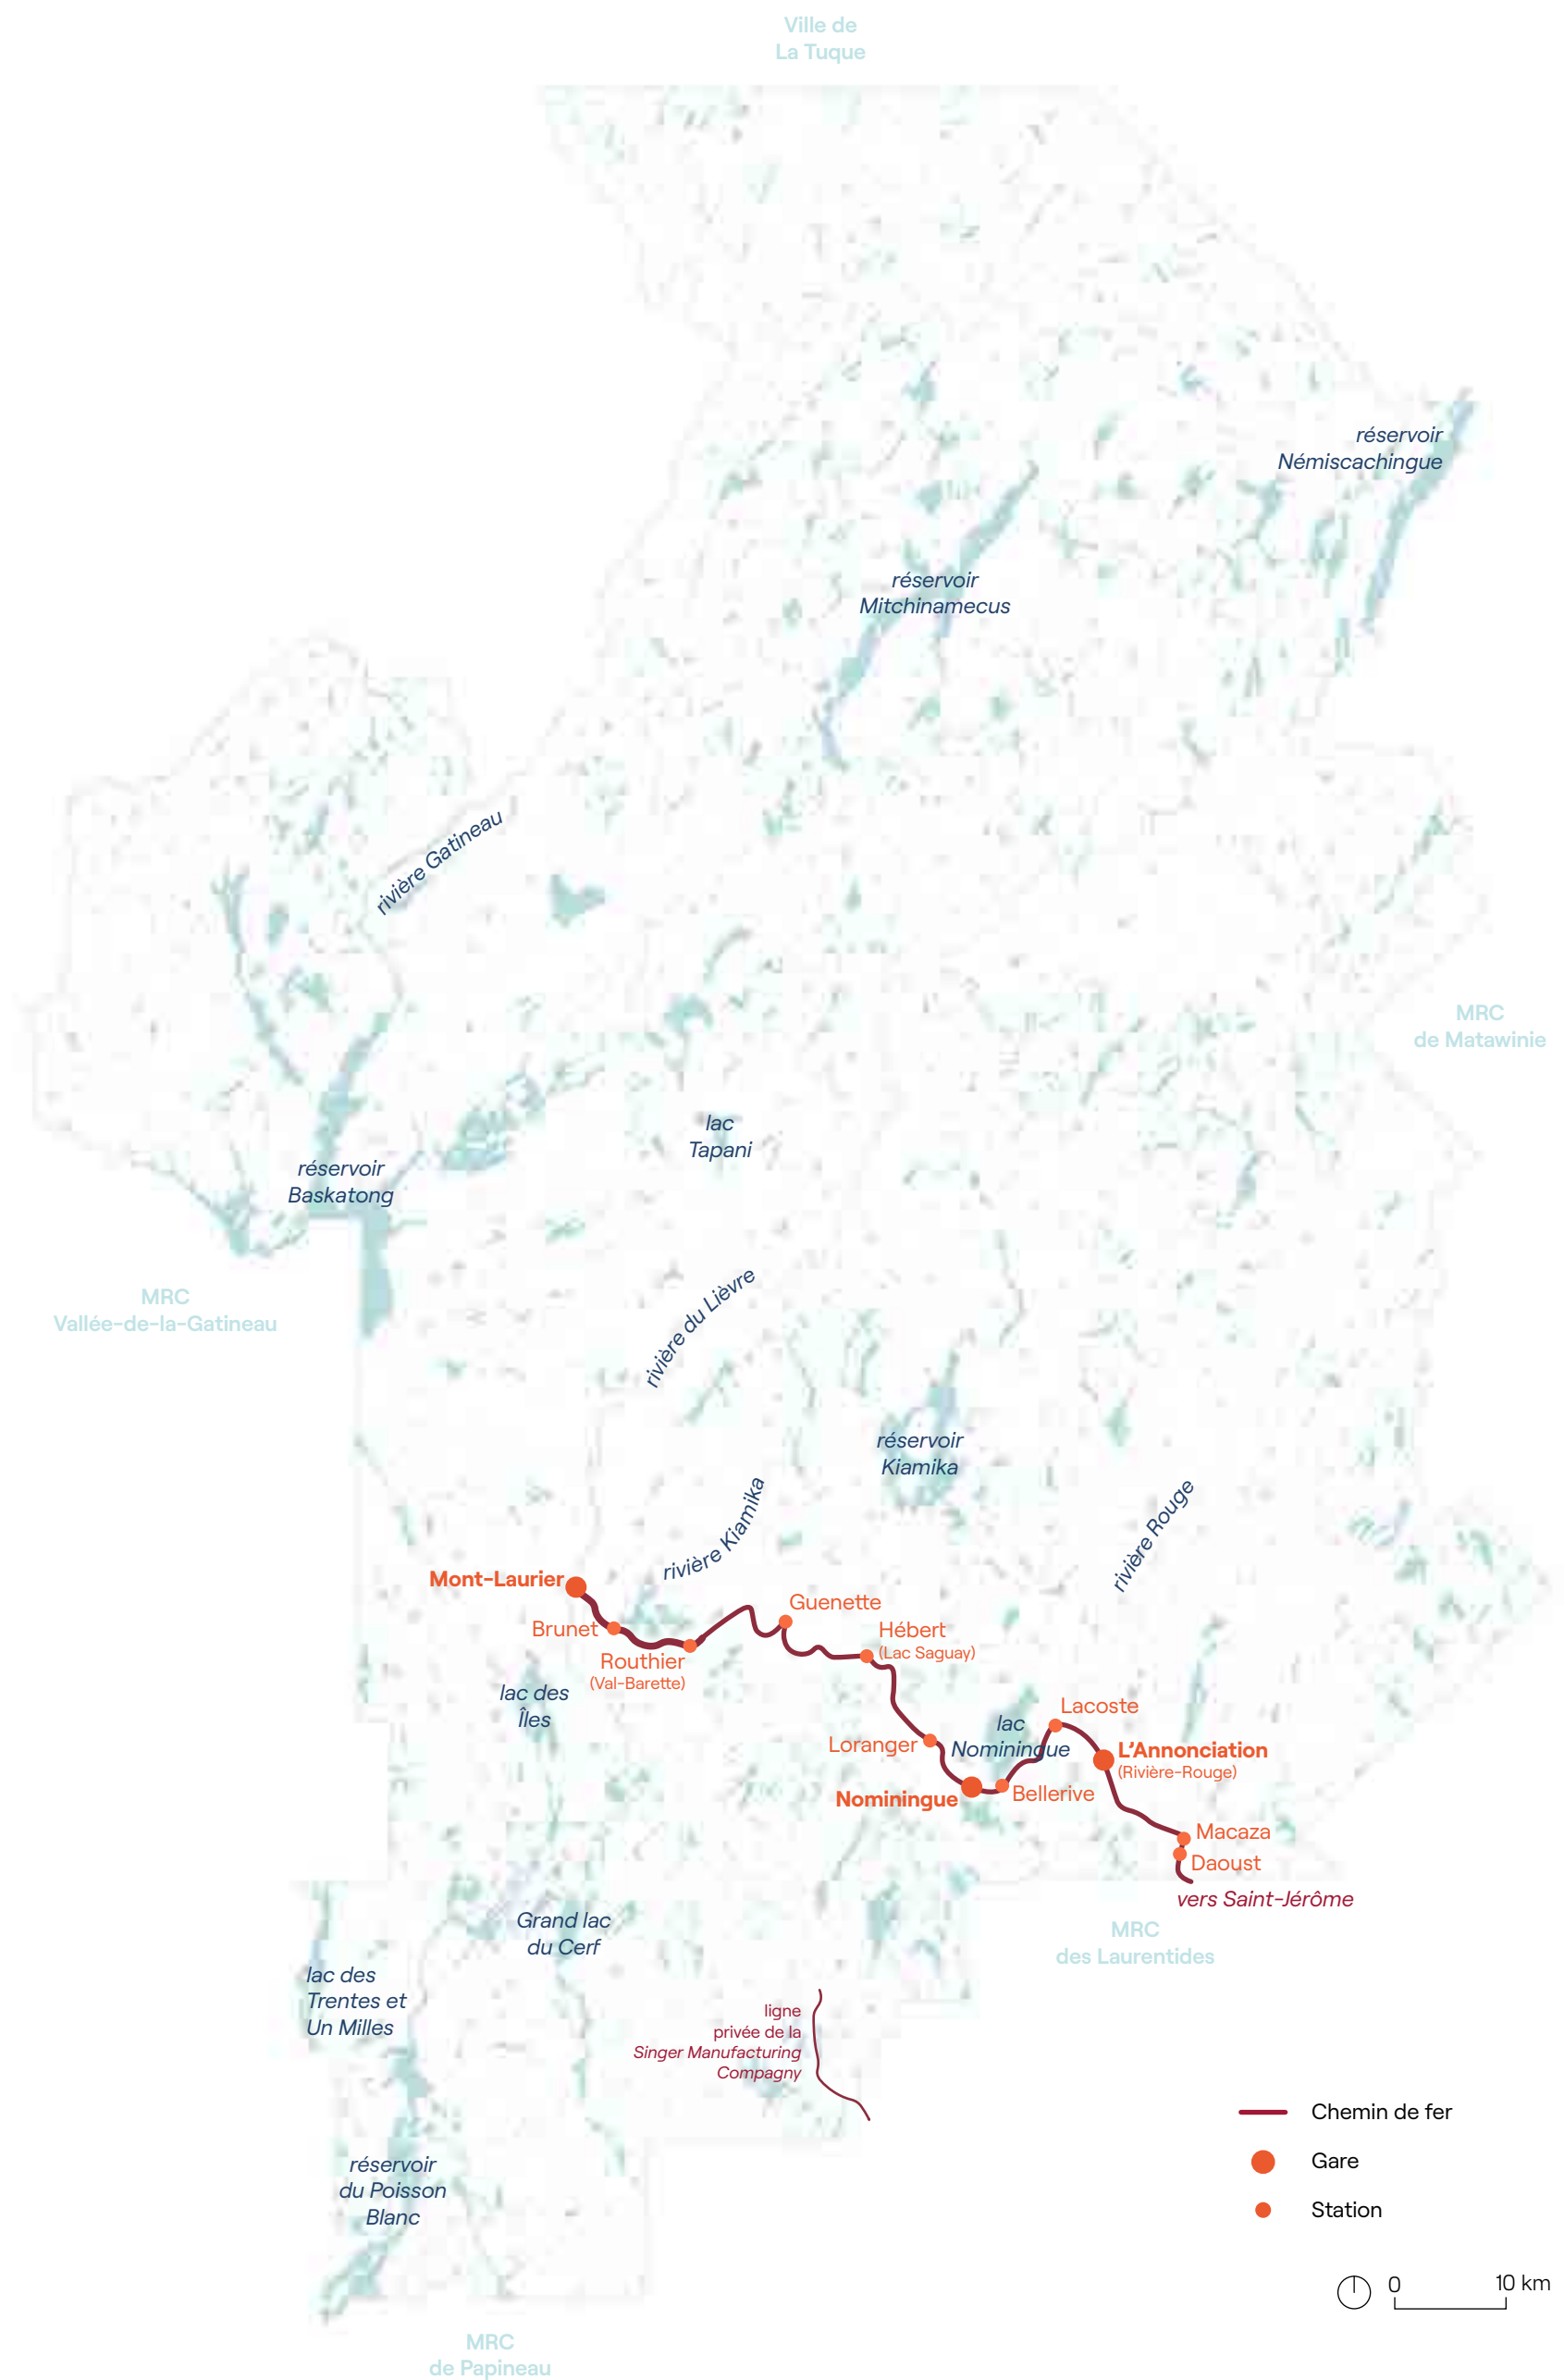 Ville de
La Tuque
réservoir
Némiscachingue
réservoir
Mitchinamecus
rivière Gatineau
MRC
de Matawinie
lac
Tapani
réservoir
Baskatong
MRC
Vallée-de-la-Gatineau
rivière du Lièvre
réservoir
Kiamika
rivière Kiamika
rivière Rouge
Mont-Laurier
Brunet
Guenette
Hébert
(Lac Saguay)
Routhier
(Val-Barette)
lac des
Îles
Lacoste
lac
Nominingue
Loranger
L'Annonciation
(Rivière-Rouge)
Nominingue
Bellerive
Macaza
Daoust
vers Saint-Jérôme
Grand lac
du Cerf
MRC
des Laurentides
lac des
Trentes et
Un Milles
ligne
privée de la
Singer Manufacturing
Compagny
réservoir
du Poisson
Blanc
Chemin de fer
Gare
Station
0 10 km
MRC
de Papineau